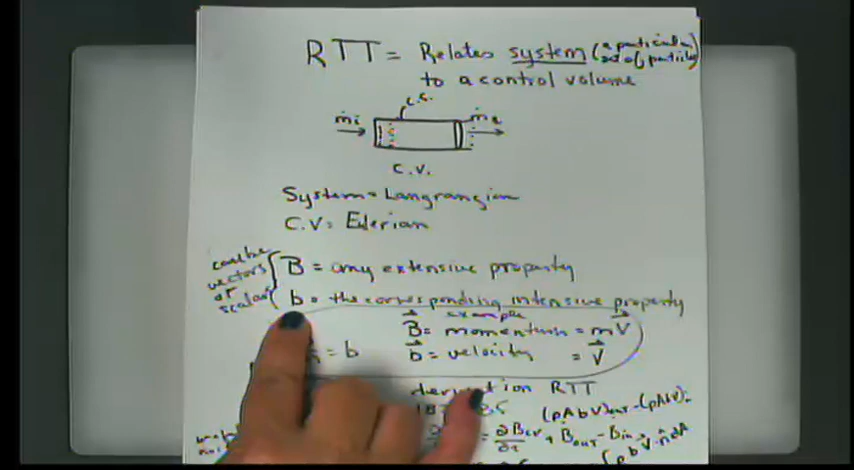 RTT = Relates system (a particular
set of particles)
to a control volume
C.S.
ṁi
ṁe
C.V.
System = Langrangian
C.V = Eulerian
can be
vectors
or
scalar
B = any extensive property
b = the corresponding intensive property
example
B⃗ = momentum = mV⃗
= b
b⃗ = velocity = V⃗
derivation RTT
(ρAbV)out - (ρAbV)i
= ∂Bcv/∂t + Bout - Bin
ρ b V⃗·n dA